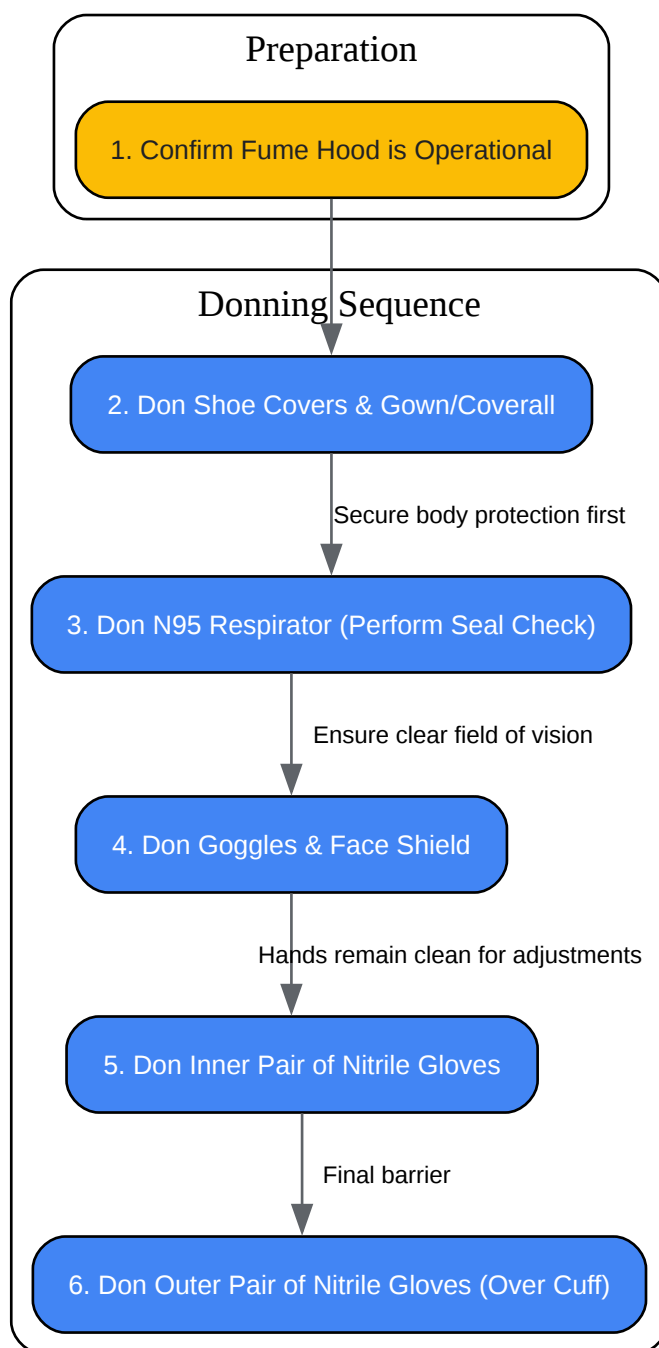 Preparation
1. Confirm Fume Hood is Operational
Donning Sequence
2. Don Shoe Covers & Gown/Coverall
Secure body protection first
3. Don N95 Respirator (Perform Seal Check)
Ensure clear field of vision
4. Don Goggles & Face Shield
Hands remain clean for adjustments
5. Don Inner Pair of Nitrile Gloves
Final barrier
6. Don Outer Pair of Nitrile Gloves (Over Cuff)